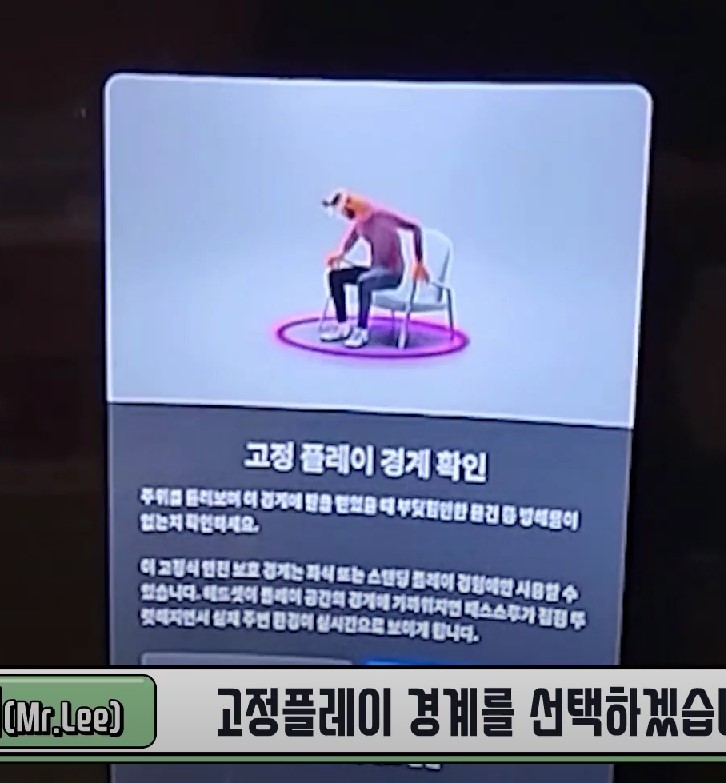 고정 플레이 경계 확인
주위를 둘러보며 이 경계에 팔을 뻗었을 때 부딪힐만한 물건 등 방해물이
없는지 확인하세요.
이 고정식 안전 보호 경계는 좌식 또는 스탠딩 플레이 경험에만 사용할 수
있습니다. 헤드셋이 플레이 공간의 경계에 가까워지면 패스스루가 점점 뚜
렷해지면서 실제 주변 환경이 실시간으로 보이게 됩니다.
(Mr.Lee)
고정플레이 경계를 선택하겠습